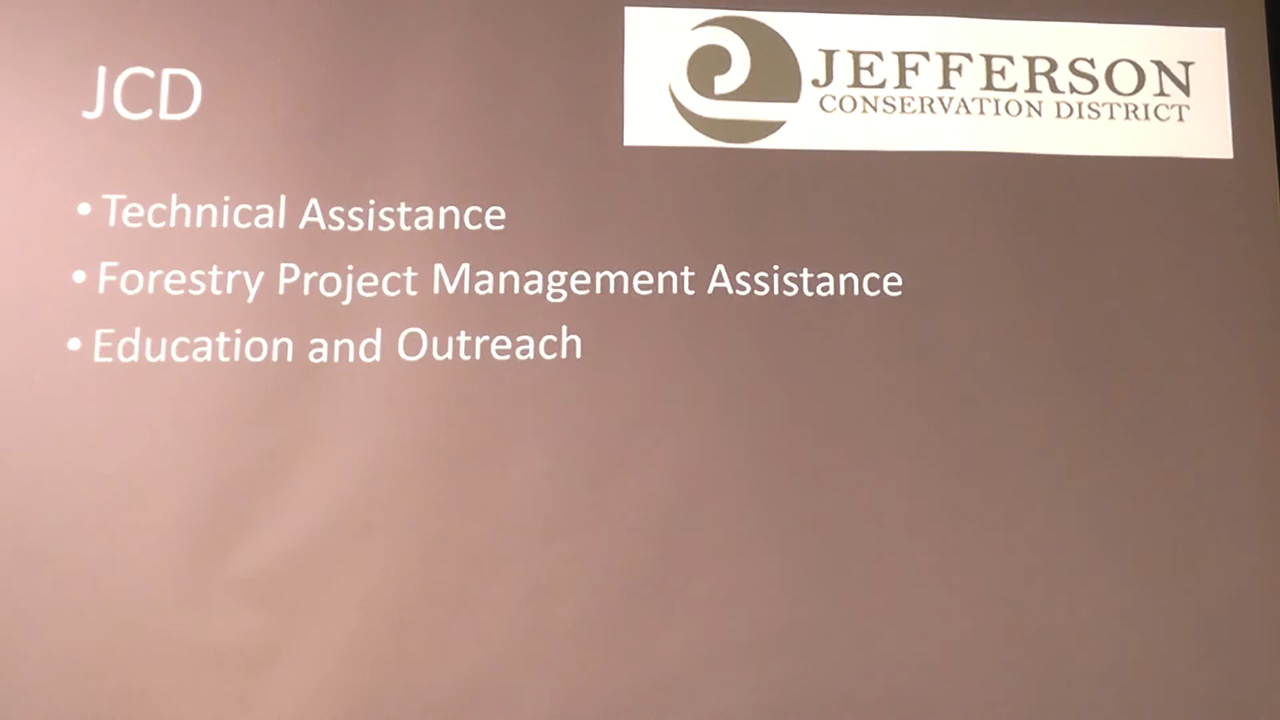 JCD
JEFFERSON
CONSERVATION DISTRICT
• Technical Assistance
• Forestry Project Management Assistance
• Education and Outreach